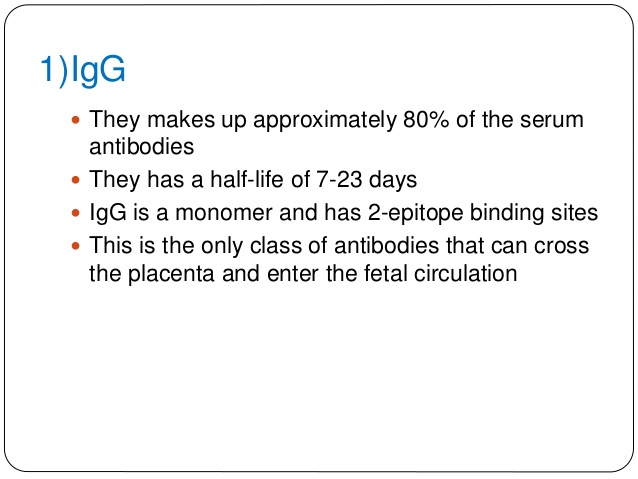 1)IgG
• They makes up approximately 80% of the serum
antibodies
• They has a half-life of 7-23 days
• IgG is a monomer and has 2-epitope binding sites
• This is the only class of antibodies that can cross
the placenta and enter the fetal circulation